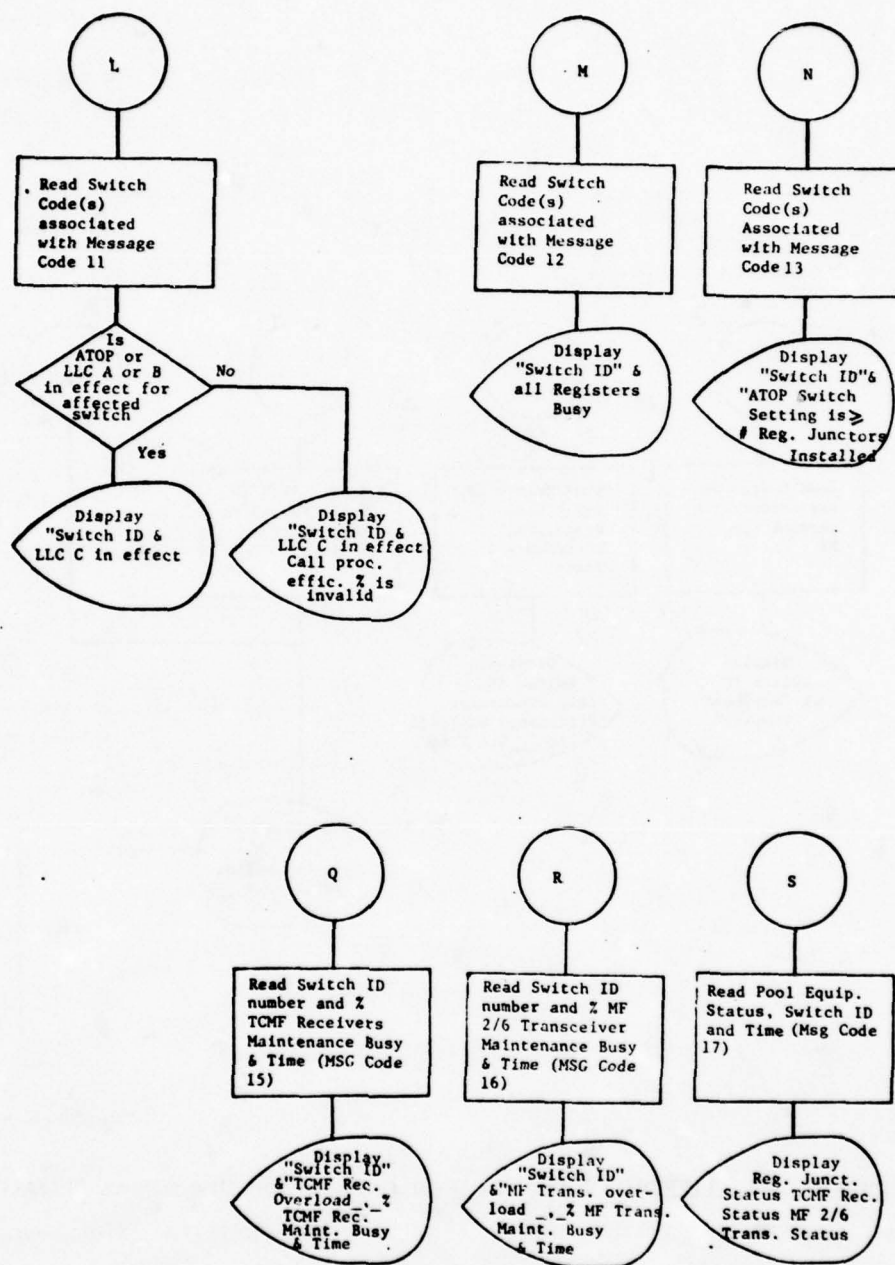 L
Read Switch
Code(s)
associated
with Message
Code 11
Is
ATOP or
LLC A or B
in effect for
affected
switch
No
Yes
Display
"Switch ID &
LLC C in effect
Display
"Switch ID &
LLC C in effect
Call proc.
effic. % is
invalid
M
Read Switch
Code(s)
associated
with Message
Code 12
Display
"Switch ID" &
all Registers
Busy
N
Read Switch
Code(s)
Associated
with Message
Code 13
Display
"Switch ID"&
"ATOP Switch
Setting is ≥
# Reg. Junctors
Installed
Q
Read Switch ID
number and %
TCMF Receivers
Maintenance Busy
& Time (MSG Code
15)
Display
"Switch ID"
&"TCMF Rec.
Overload _._%
TCMF Rec.
Maint. Busy
& Time
R
Read Switch ID
number and % MF
2/6 Transceiver
Maintenance Busy
& Time (MSG Code
16)
Display
"Switch ID"
&"MF Trans. over-
load _._% MF Trans.
Maint. Busy
& Time
S
Read Pool Equip.
Status, Switch ID
and Time (Msg Code
17)
Display
Reg. Junct.
Status TCMF Rec.
Status MF 2/6
Trans. Status